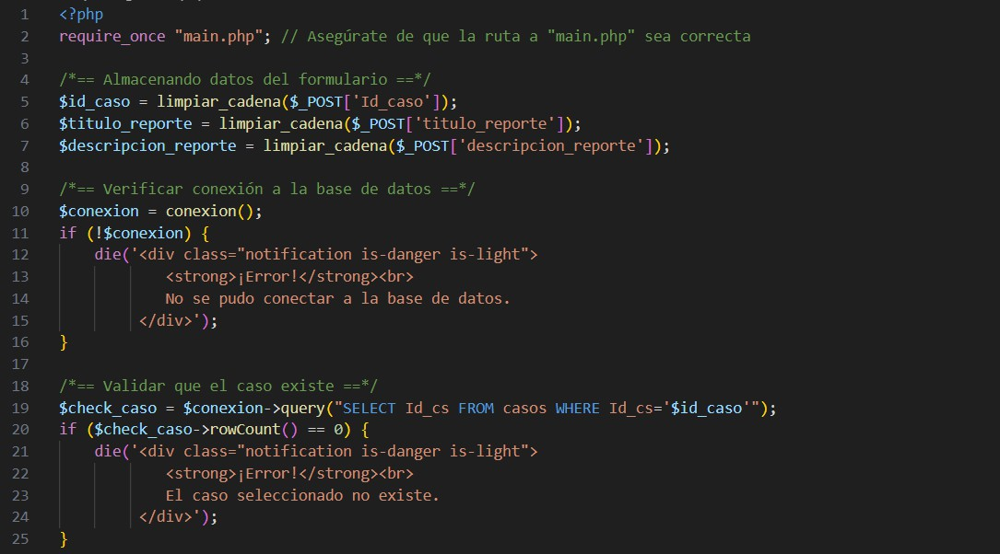 1 <?php
2 require_once "main.php"; // Asegúrate de que la ruta a "main.php" sea correcta
3
4 /*== Almacenando datos del formulario ==*/
5 $id_caso = limpiar_cadena($_POST['Id_caso']);
6 $titulo_reporte = limpiar_cadena($_POST['titulo_reporte']);
7 $descripcion_reporte = limpiar_cadena($_POST['descripcion_reporte']);
8
9 /*== Verificar conexión a la base de datos ==*/
10 $conexion = conexion();
11 if (!$conexion) {
12 die('<div class="notification is-danger is-light">
13 <strong>¡Error!</strong><br>
14 No se pudo conectar a la base de datos.
15 </div>');
16 }
17
18 /*== Validar que el caso existe ==*/
19 $check_caso = $conexion->query("SELECT Id_cs FROM casos WHERE Id_cs='$id_caso'");
20 if ($check_caso->rowCount() == 0) {
21 die('<div class="notification is-danger is-light">
22 <strong>¡Error!</strong><br>
23 El caso seleccionado no existe.
24 </div>');
25 }